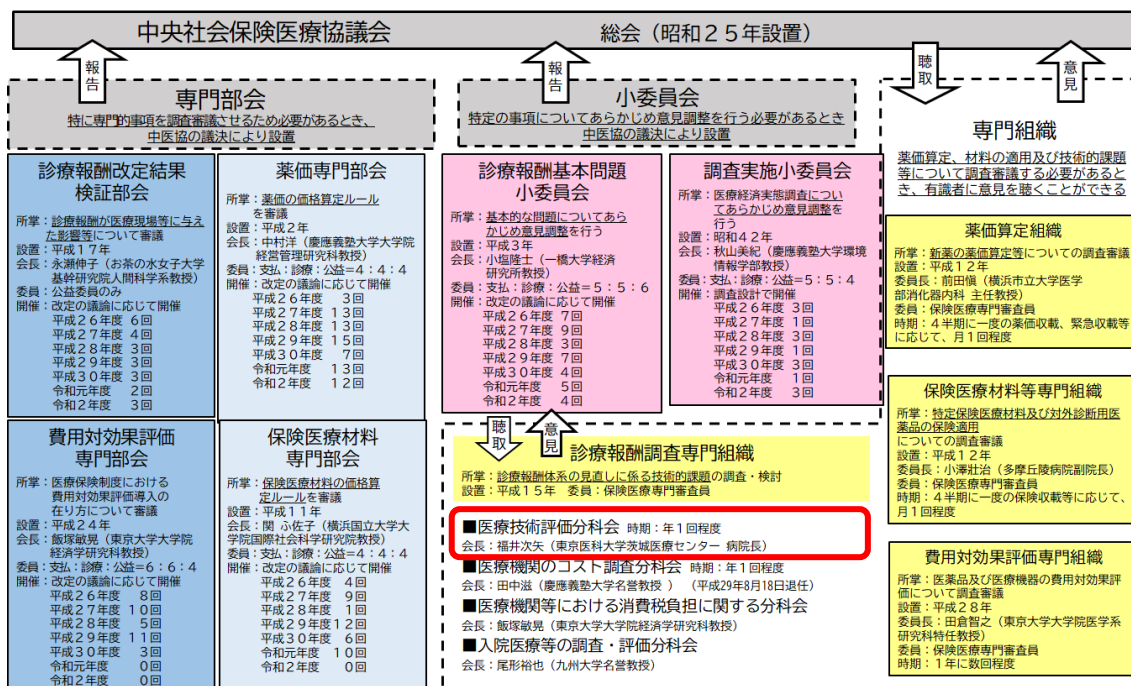 中央社会保険医療協議会　総会（昭和２５年設置）
報告
報告
聴取
意見
専門部会
特に専門的事項を調査審議させるため必要があるとき、
中医協の議決により設置
小委員会
特定の事項についてあらかじめ意見調整を行う必要があるとき
中医協の議決により設置
専門組織
薬価算定、材料の適用及び技術的課題
等について調査審議する必要があると
き、有識者に意見を聴くことができる
診療報酬改定結果
検証部会
所掌：診療報酬が医療現場等に与え
た影響等について審議
設置：平成１７年
会長：永瀬伸子（お茶の水女子大学
基幹研究院人間科学系教授）
委員：公益委員のみ
開催：改定の議論に応じて開催
平成２６年度 ６回
平成２７年度 ４回
平成２８年度 ３回
平成２９年度 ３回
平成３０年度 ３回
令和元年度 ２回
令和２年度 ３回
薬価専門部会
所掌：薬価の価格算定ルール
を審議
設置：平成２年
会長：中村洋（慶應義塾大学大学院
経営管理研究科教授）
委員：支払：診療：公益＝４：４：４
開催：改定の議論に応じて開催
平成２６年度 ３回
平成２７年度 １３回
平成２８年度 １３回
平成２９年度 １５回
平成３０年度 ７回
令和元年度 １３回
令和２年度 １２回
診療報酬基本問題
小委員会
所掌：基本的な問題についてあら
かじめ意見調整を行う
設置：平成３年
会長：小塩隆士（一橋大学経済
研究所教授）
委員：支払：診療：公益＝５：５：６
開催：改定の議論に応じて開催
平成２６年度 ７回
平成２７年度 ９回
平成２８年度 ３回
平成２９年度 ７回
平成３０年度 ４回
令和元年度 ５回
令和２年度 ４回
調査実施小委員会
所掌：医療経済実態調査につい
てあらかじめ意見調整を
行う
設置：昭和４２年
会長：秋山美紀（慶應義塾大学環境
情報学部教授）
委員：支払：診療：公益＝５：５：４
開催：調査設計で開催
平成２６年度 ３回
平成２７年度 １回
平成２８年度 ３回
平成２９年度 １回
平成３０年度 ３回
令和元年度 １回
令和２年度 ３回
薬価算定組織
所掌：新薬の薬価算定等についての調査審議
設置：平成１２年
委員長：前田愼（横浜市立大学医学
部消化器内科 主任教授）
委員：保険医療専門審査員
時期：４半期に一度の薬価収載、緊急収載等
に応じて、月１回程度
保険医療材料等専門組織
所掌：特定保険医療材料及び対外診断用医
薬品の保険適用
についての調査審議
設置：平成１２年
委員長：小澤壯治（多摩丘陵病院副院長）
委員：保険医療専門審査員
時期：４半期に一度の保険収載等に応じて、
月１回程度
費用対効果評価専門組織
所掌：医薬品及び医療機器の費用対効果評
価について調査審議
設置：平成２８年
委員長：田倉智之（東京大学大学院医学系
研究科特任教授）
委員：保険医療専門審査員
時期：１年に数回程度
費用対効果評価
専門部会
所掌：医療保険制度における
費用対効果評価導入の
在り方について審議
設置：平成２４年
会長：飯塚敏晃（東京大学大学院
経済学研究科教授）
委員：支払：診療：公益＝６：６：４
開催：改定の議論に応じて開催
平成２６年度 ８回
平成２７年度 １０回
平成２８年度 ５回
平成２９年度 １１回
平成３０年度 ３回
令和元年度 ０回
令和２年度 ０回
保険医療材料
専門部会
所掌：保険医療材料の価格算
定ルールを審議
設置：平成１１年
会長：関 ふ佐子（横浜国立大学大
学院国際社会科学研究院教授）
委員：支払：診療：公益＝４：４：４
開催：改定の議論に応じて開催
平成２６年度 ４回
平成２７年度 ９回
平成２８年度 １回
平成２９年度１２回
平成３０年度 ６回
令和元年度 １０回
令和２年度 ０回
聴取
意見
診療報酬調査専門組織
所掌：診療報酬体系の見直しに係る技術的課題の調査・検討
設置：平成１５年　委員：保険医療専門審査員
■医療技術評価分科会 時期：年１回程度
会長：福井次矢（東京医科大学茨城医療センター 病院長）
■医療機関のコスト調査分科会 時期：年１回程度
会長：田中滋（慶應義塾大学名誉教授 ）（平成29年8月18日退任）
■医療機関等における消費税負担に関する分科会
会長：飯塚敏晃（東京大学大学院経済学研究科教授）
■入院医療等の調査・評価分科会
会長：尾形裕也（九州大学名誉教授）